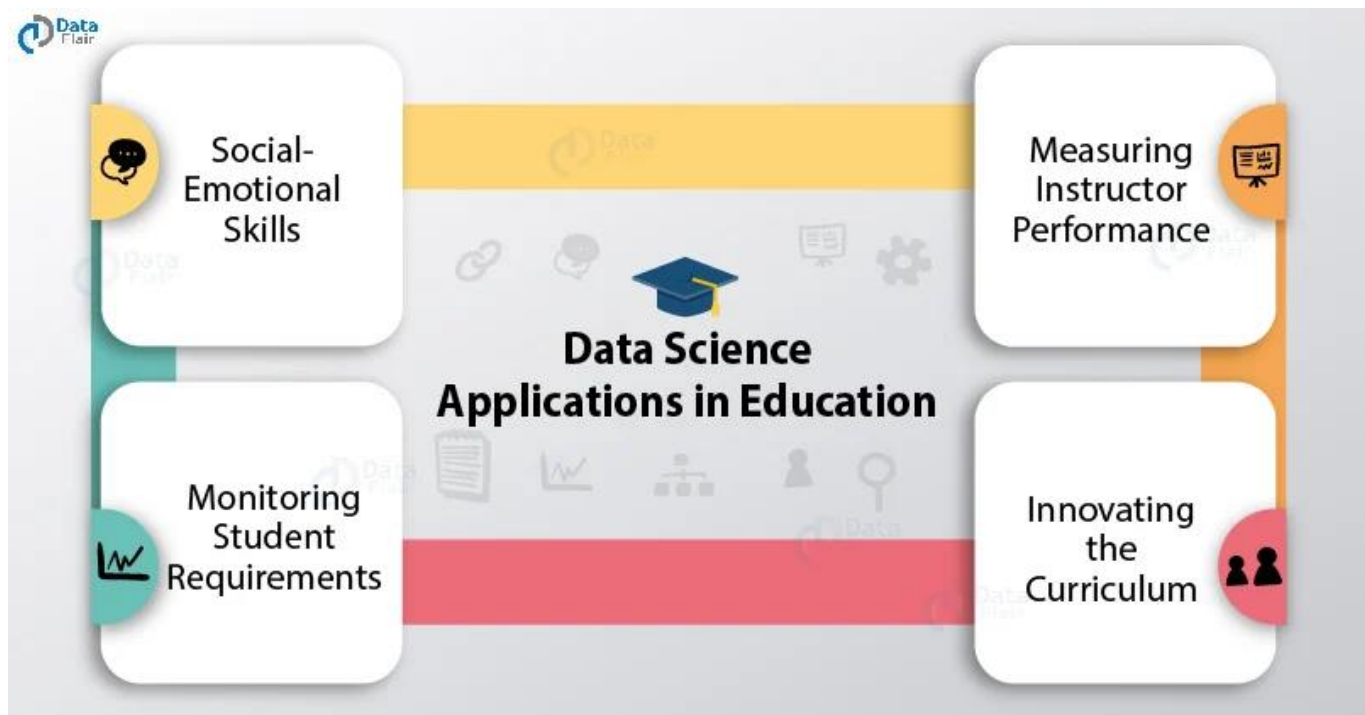 Data
Flair
Social-
Emotional
Skills
Measuring
Instructor
Performance
Data Science
Applications in Education
Monitoring
Student
Requirements
Innovating
the
Curriculum